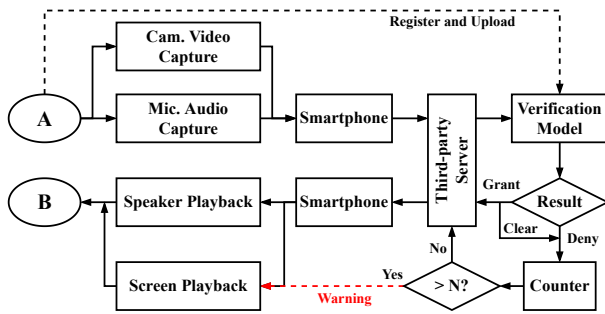 Register and Upload
Cam. Video
Capture
A
Mic. Audio
Capture
Smartphone
Third-party
Server
Verification
Model
B
Speaker Playback
Smartphone
Grant
Result
Clear
Deny
No
Screen Playback
Warning
Yes
> N?
Counter